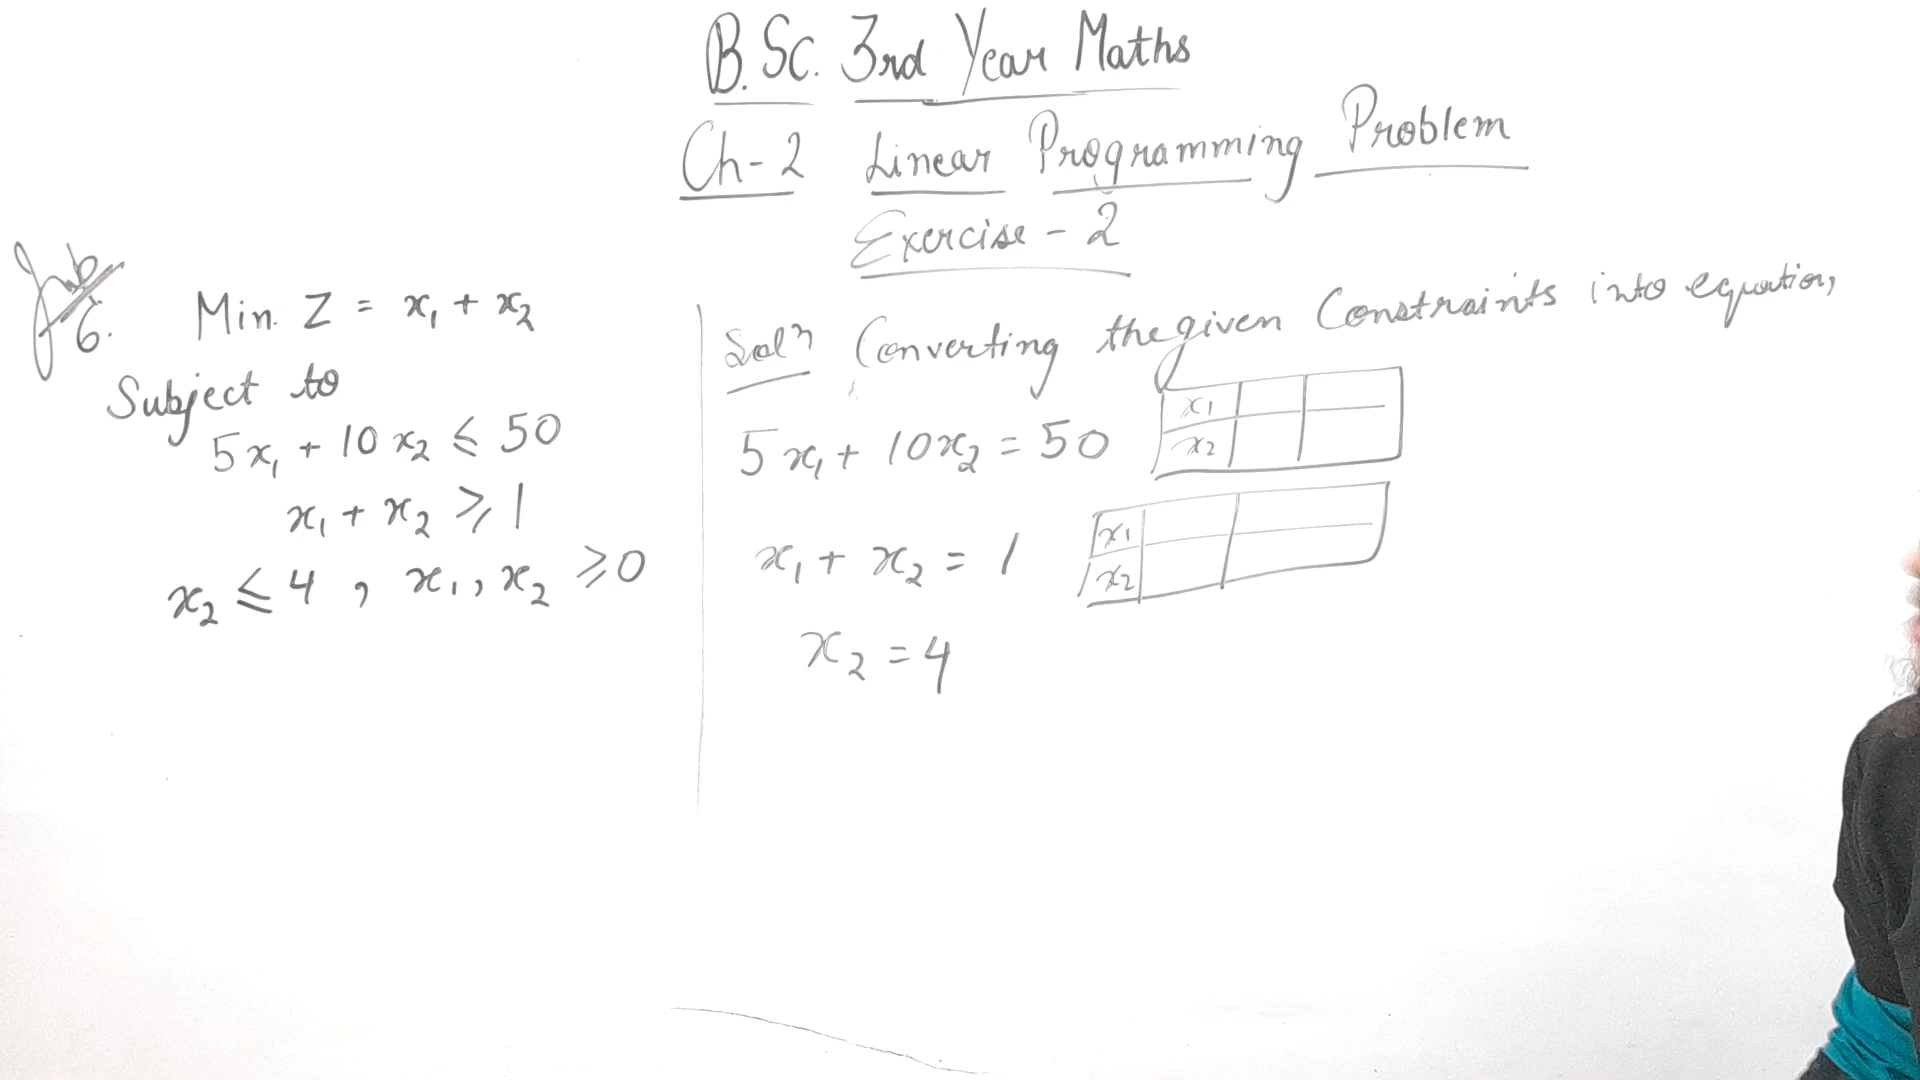 B.Sc. 3rd Year Maths
Ch-2 Linear Programming Problem
Exercise - 2
6. Min. Z = x₁ + x₂
Subject to
5x₁ + 10x₂ ≤ 50
x₁ + x₂ ≥ 1
x₂ ≤ 4 , x₁, x₂ ≥ 0
Solⁿ Converting the given Constraints into equation,
5x₁ + 10x₂ = 50
x₁
x₂
x₁ + x₂ = 1
x₁
x₂
x₂ = 4